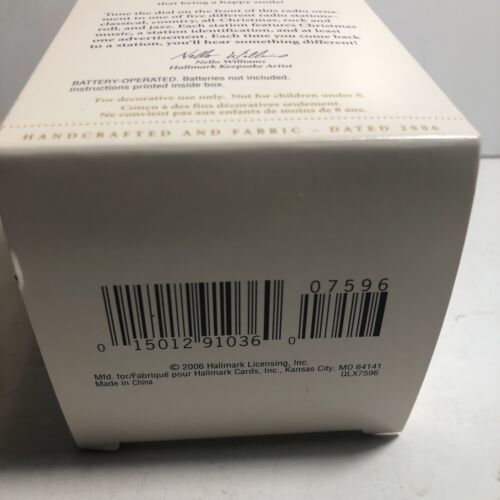 that bring a happy smile!
Tune the dial on the front of this radio orna-
ment to one of five different radio stations—
classical, country, all Christmas, rock and
roll, and jazz. Each station features Christmas
music, a station identification, and at least
one advertisement. Each time you come back
to a station, you'll hear something different!
Nello Williams
Nello Williams
Hallmark Keepsake Artist
BATTERY-OPERATED. Batteries not included.
Instructions printed inside box.
For decorative use only. Not for children under 8.
Conçu à des fins décoratives seulement.
Ne convient pas aux enfants de moins de 8 ans.
HANDCRAFTED AND FABRIC – DATED 2006
07596
0 15012 91036 0
© 2006 Hallmark Licensing, Inc.
Mfd. for/Fabriqué pour Hallmark Cards, Inc., Kansas City, MO 64141
Made in China
QLX7596